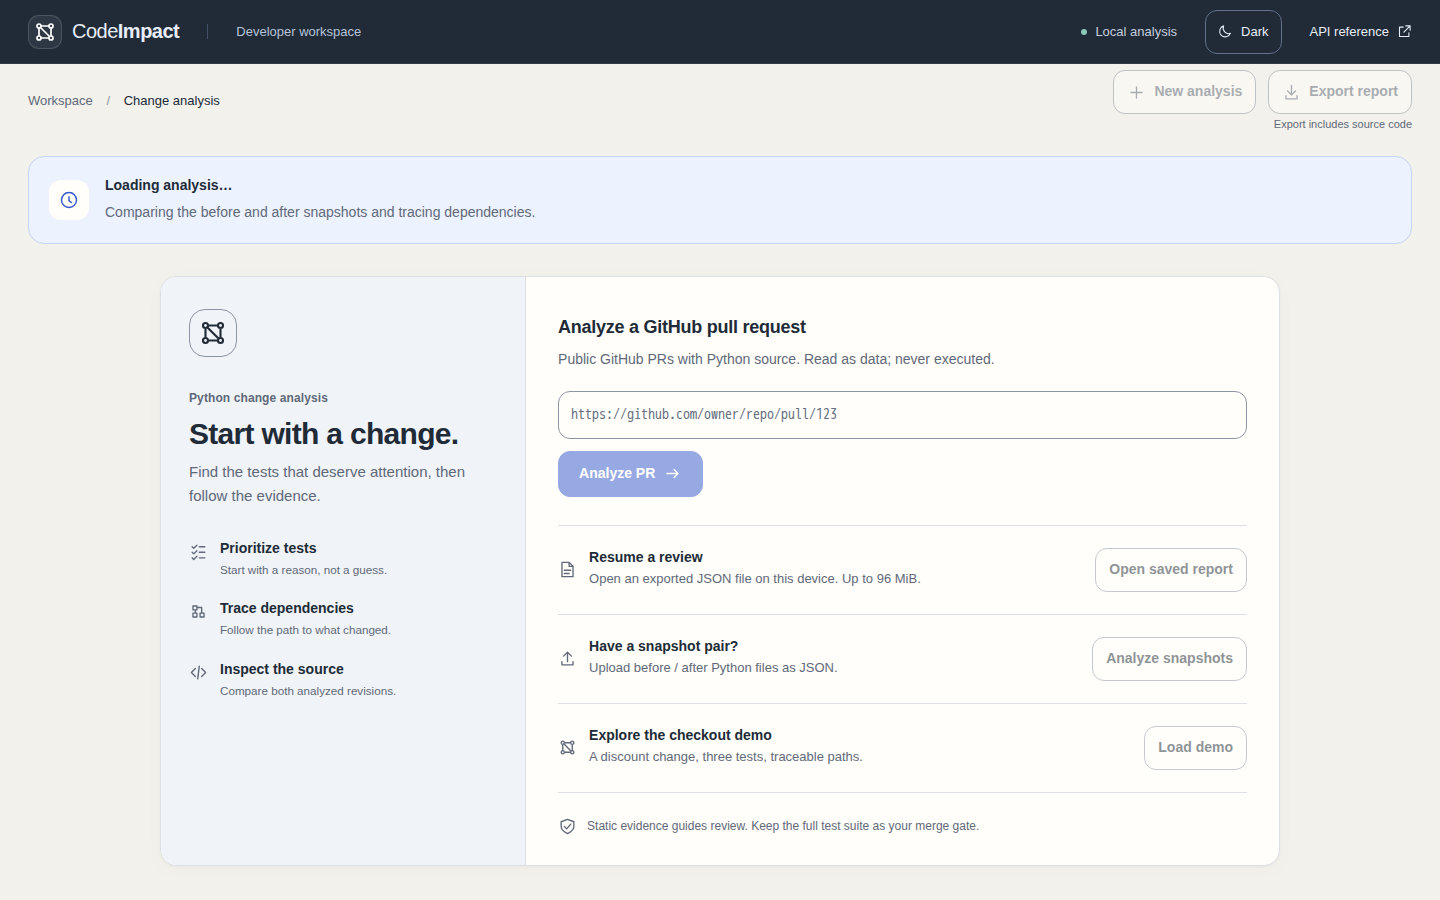 CodeImpact
Developer workspace
Local analysis
Dark
API reference
Workspace / Change analysis
New analysis
Export report
Export includes source code
Loading analysis…
Comparing the before and after snapshots and tracing dependencies.
Python change analysis
Start with a change.
Find the tests that deserve attention, then
follow the evidence.
Prioritize tests
Start with a reason, not a guess.
Trace dependencies
Follow the path to what changed.
Inspect the source
Compare both analyzed revisions.
Analyze a GitHub pull request
Public GitHub PRs with Python source. Read as data; never executed.
https://github.com/owner/repo/pull/123
Analyze PR
Resume a review
Open an exported JSON file on this device. Up to 96 MiB.
Open saved report
Have a snapshot pair?
Upload before / after Python files as JSON.
Analyze snapshots
Explore the checkout demo
A discount change, three tests, traceable paths.
Load demo
Static evidence guides review. Keep the full test suite as your merge gate.